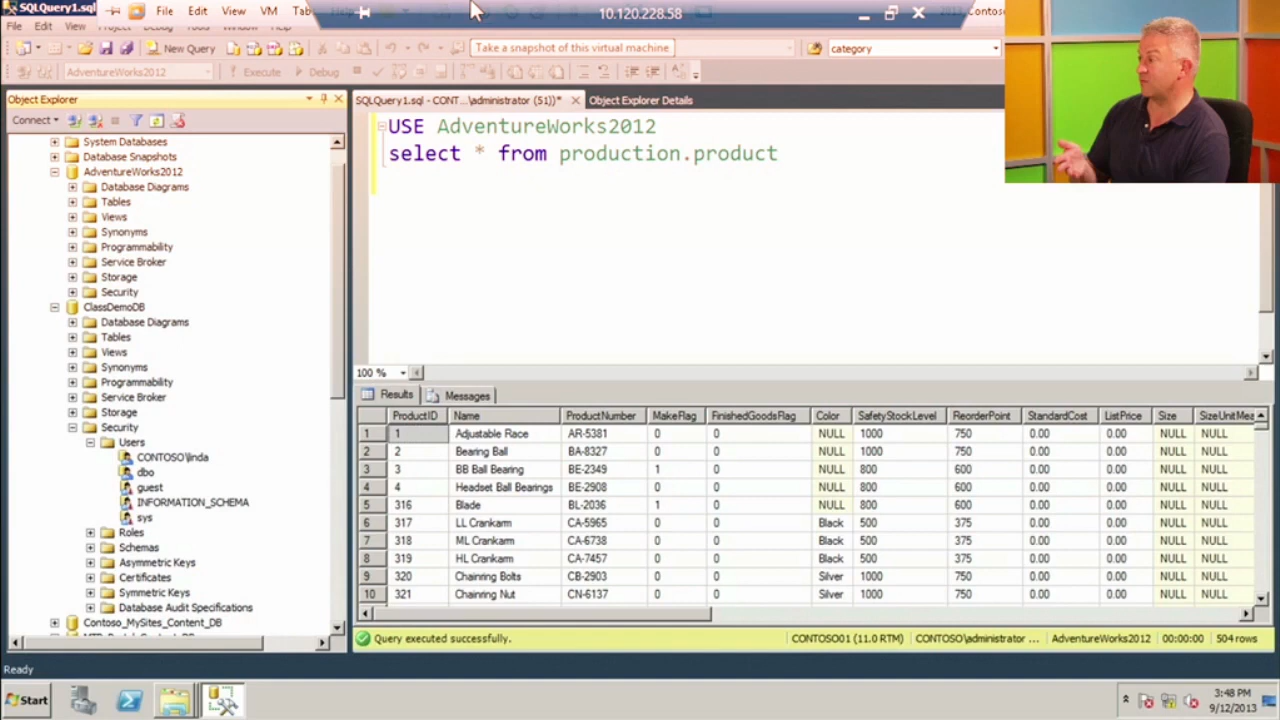 SQLQuery1.sql
File Edit View VM Tab Help
10.120.228.58
2013, Contoso
File Edit View Project Debug Tools Window Help
New Query
Take a snapshot of this virtual machine
category
AdventureWorks2012
Execute
Debug
Object Explorer
SQLQuery1.sql - CONT...\administrator (51))*
Object Explorer Details
Connect
System Databases
Database Snapshots
AdventureWorks2012
Database Diagrams
Tables
Views
Synonyms
Programmability
Service Broker
Storage
Security
ClassDemoDB
Database Diagrams
Tables
Views
Synonyms
Programmability
Service Broker
Storage
Security
Users
CONTOSO\linda
dbo
guest
INFORMATION_SCHEMA
sys
Roles
Schemas
Asymmetric Keys
Certificates
Symmetric Keys
Database Audit Specifications
Contoso_MySites_Content_DB
USE AdventureWorks2012
select * from production.product
100 %
Results Messages
ProductID Name ProductNumber MakeFlag FinishedGoodsFlag Color SafetyStockLevel ReorderPoint StandardCost ListPrice Size SizeUnitMea
1 1 Adjustable Race AR-5381 0 0 NULL 1000 750 0.00 0.00 NULL NULL
2 2 Bearing Ball BA-8327 0 0 NULL 1000 750 0.00 0.00 NULL NULL
3 3 BB Ball Bearing BE-2349 1 0 NULL 800 600 0.00 0.00 NULL NULL
4 4 Headset Ball Bearings BE-2908 0 0 NULL 800 600 0.00 0.00 NULL NULL
5 316 Blade BL-2036 1 0 NULL 800 600 0.00 0.00 NULL NULL
6 317 LL Crankarm CA-5965 0 0 Black 500 375 0.00 0.00 NULL NULL
7 318 ML Crankarm CA-6738 0 0 Black 500 375 0.00 0.00 NULL NULL
8 319 HL Crankarm CA-7457 0 0 Black 500 375 0.00 0.00 NULL NULL
9 320 Chainring Bolts CB-2903 0 0 Silver 1000 750 0.00 0.00 NULL NULL
10 321 Chainring Nut CN-6137 0 0 Silver 1000 750 0.00 0.00 NULL NULL
Query executed successfully.
CONTOSO01 (11.0 RTM) CONTOSO\administrator ... AdventureWorks2012 00:00:00 504 rows
Ready
Start
3:48 PM
9/12/2013